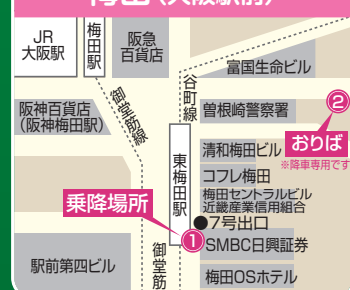 JR
大阪駅
梅田駅
阪急
百貨店
富国生命ビル
阪神百貨店
(阪神梅田駅)
御堂筋線
谷町線
曽根崎警察署
②
おりば
※降車専用です
清和梅田ビル
コフレ梅田
東梅田駅
梅田セントラルビル
近畿産業信用組合
乗降場所
●7号出口
①
SMBC日興証券
駅前第四ビル
御堂筋
梅田OSホテル